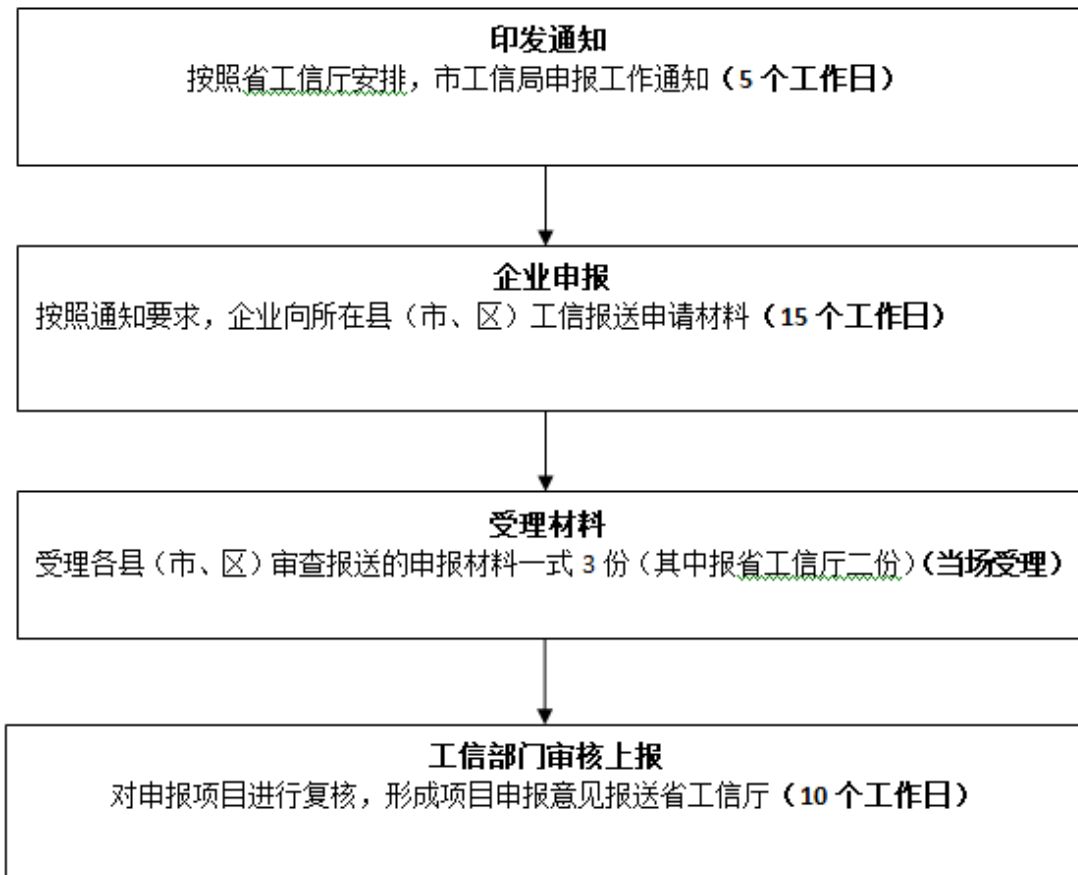 印发通知
按照省工信厅安排，市工信局申报工作通知（5 个工作日）
企业申报
按照通知要求，企业向所在县（市、区）工信报送申请材料（15 个工作日）
受理材料
受理各县（市、区）审查报送的申报材料一式 3 份（其中报省工信厅二份）（当场受理）
工信部门审核上报
对申报项目进行复核，形成项目申报意见报送省工信厅（10 个工作日）